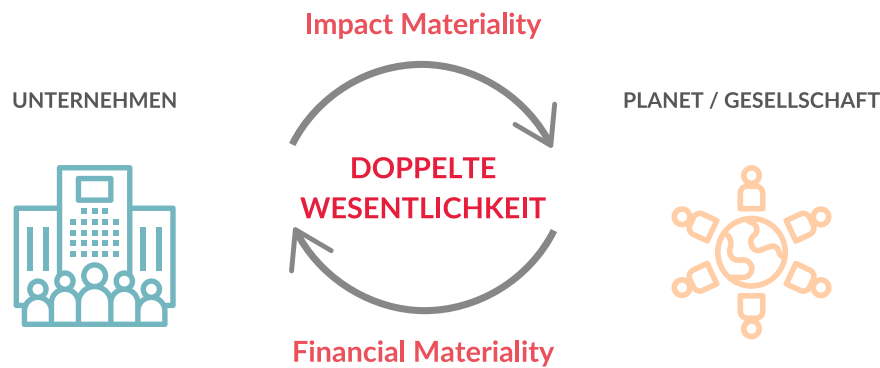 Impact Materiality
UNTERNEHMEN
PLANET / GESELLSCHAFT
DOPPELTE
WESENTLICHKEIT
Financial Materiality